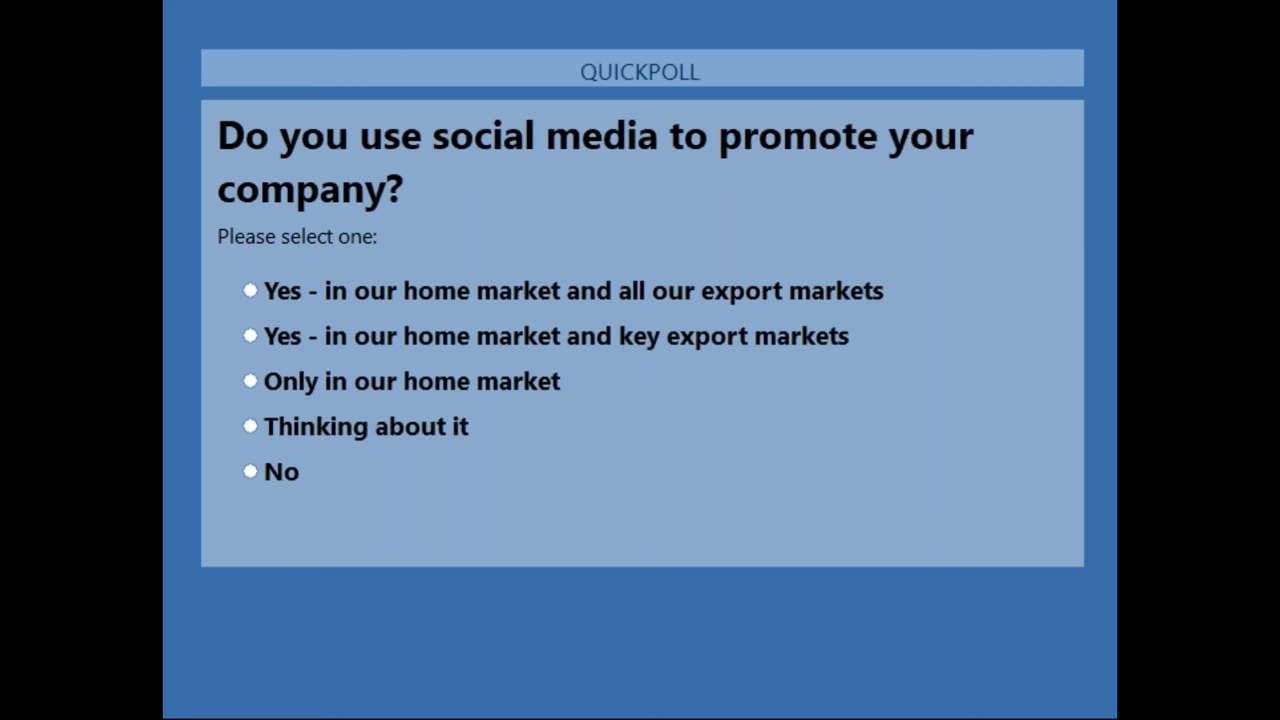 QUICKPOLL
Do you use social media to promote your
company?
Please select one:
Yes - in our home market and all our export markets
Yes - in our home market and key export markets
Only in our home market
Thinking about it
No